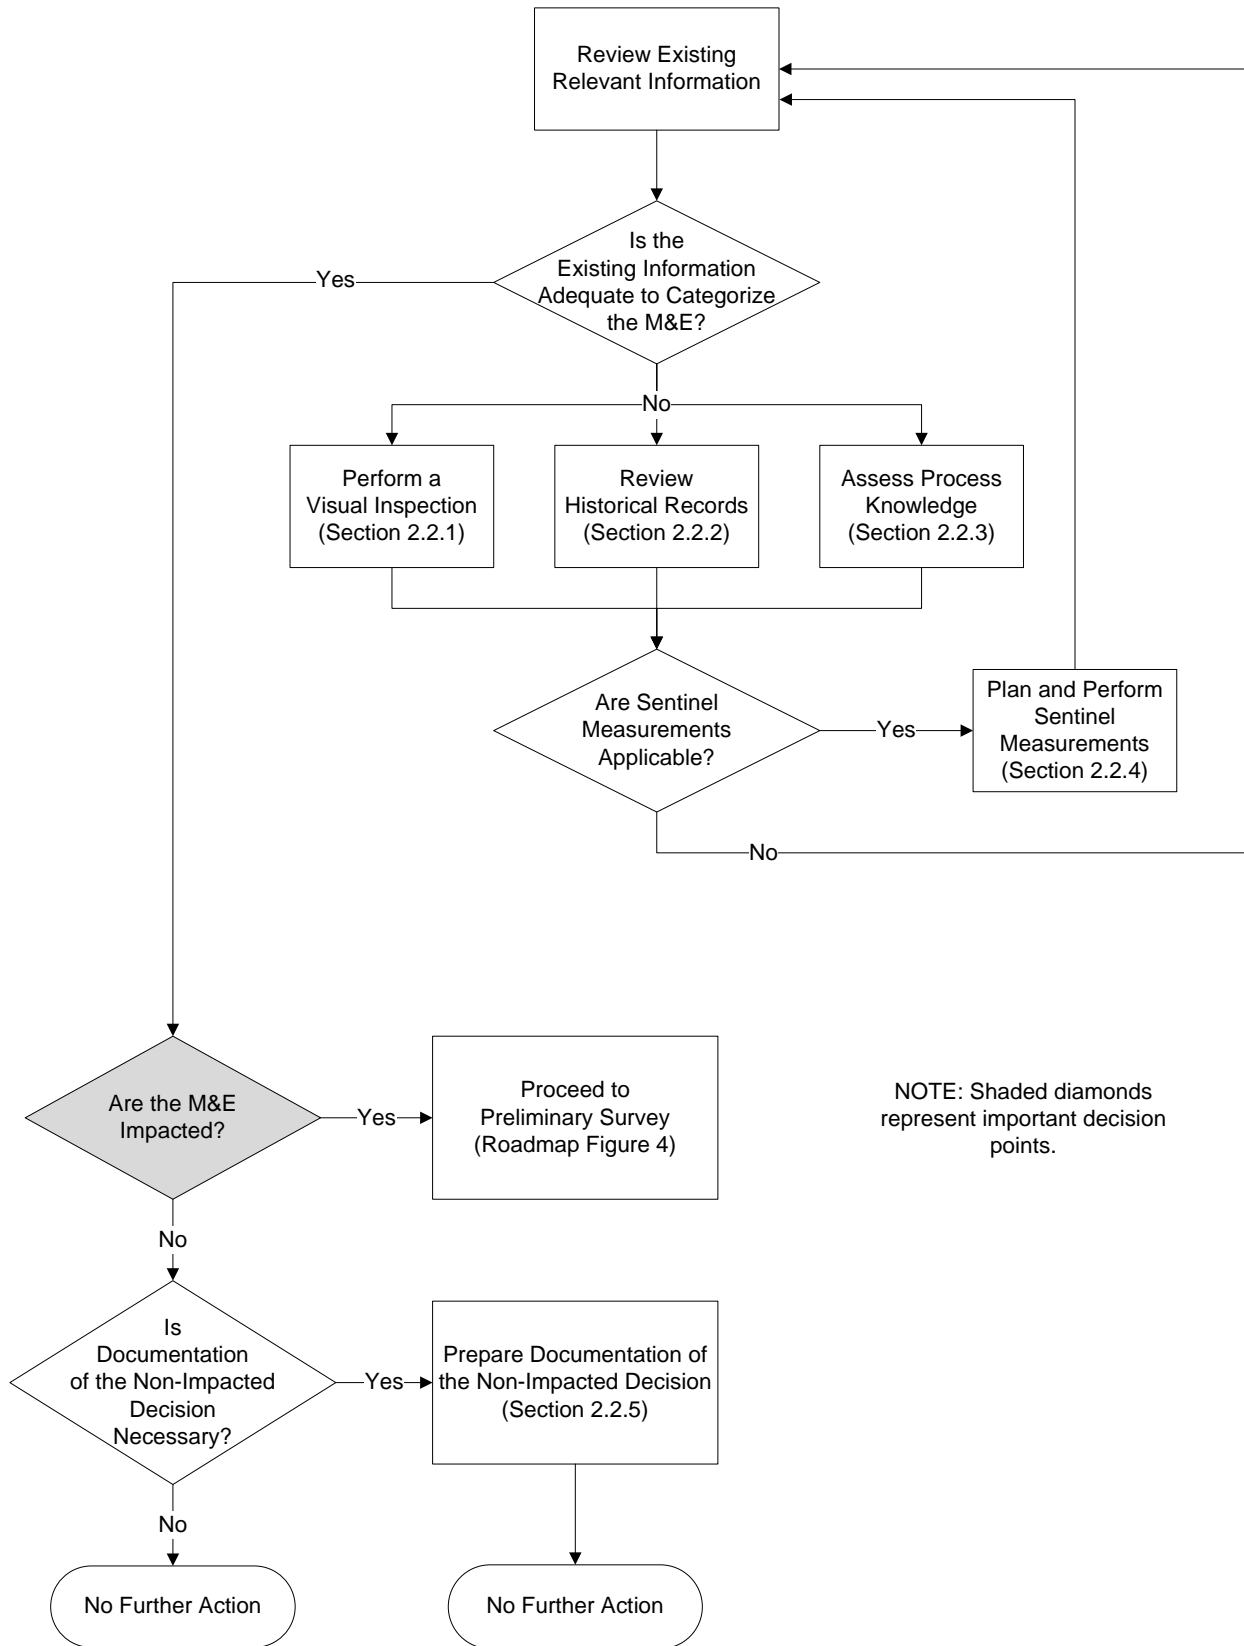 Review Existing
Relevant Information
Is the
Existing Information
Adequate to Categorize
the M&E?
Yes
No
Perform a
Visual Inspection
(Section 2.2.1)
Review
Historical Records
(Section 2.2.2)
Assess Process
Knowledge
(Section 2.2.3)
Are Sentinel
Measurements
Applicable?
Yes
Plan and Perform
Sentinel
Measurements
(Section 2.2.4)
No
Are the M&E
Impacted?
Yes
Proceed to
Preliminary Survey
(Roadmap Figure 4)
NOTE: Shaded diamonds
represent important decision
points.
No
Is
Documentation
of the Non-Impacted
Decision
Necessary?
Yes
Prepare Documentation of
the Non-Impacted Decision
(Section 2.2.5)
No
No Further Action
No Further Action